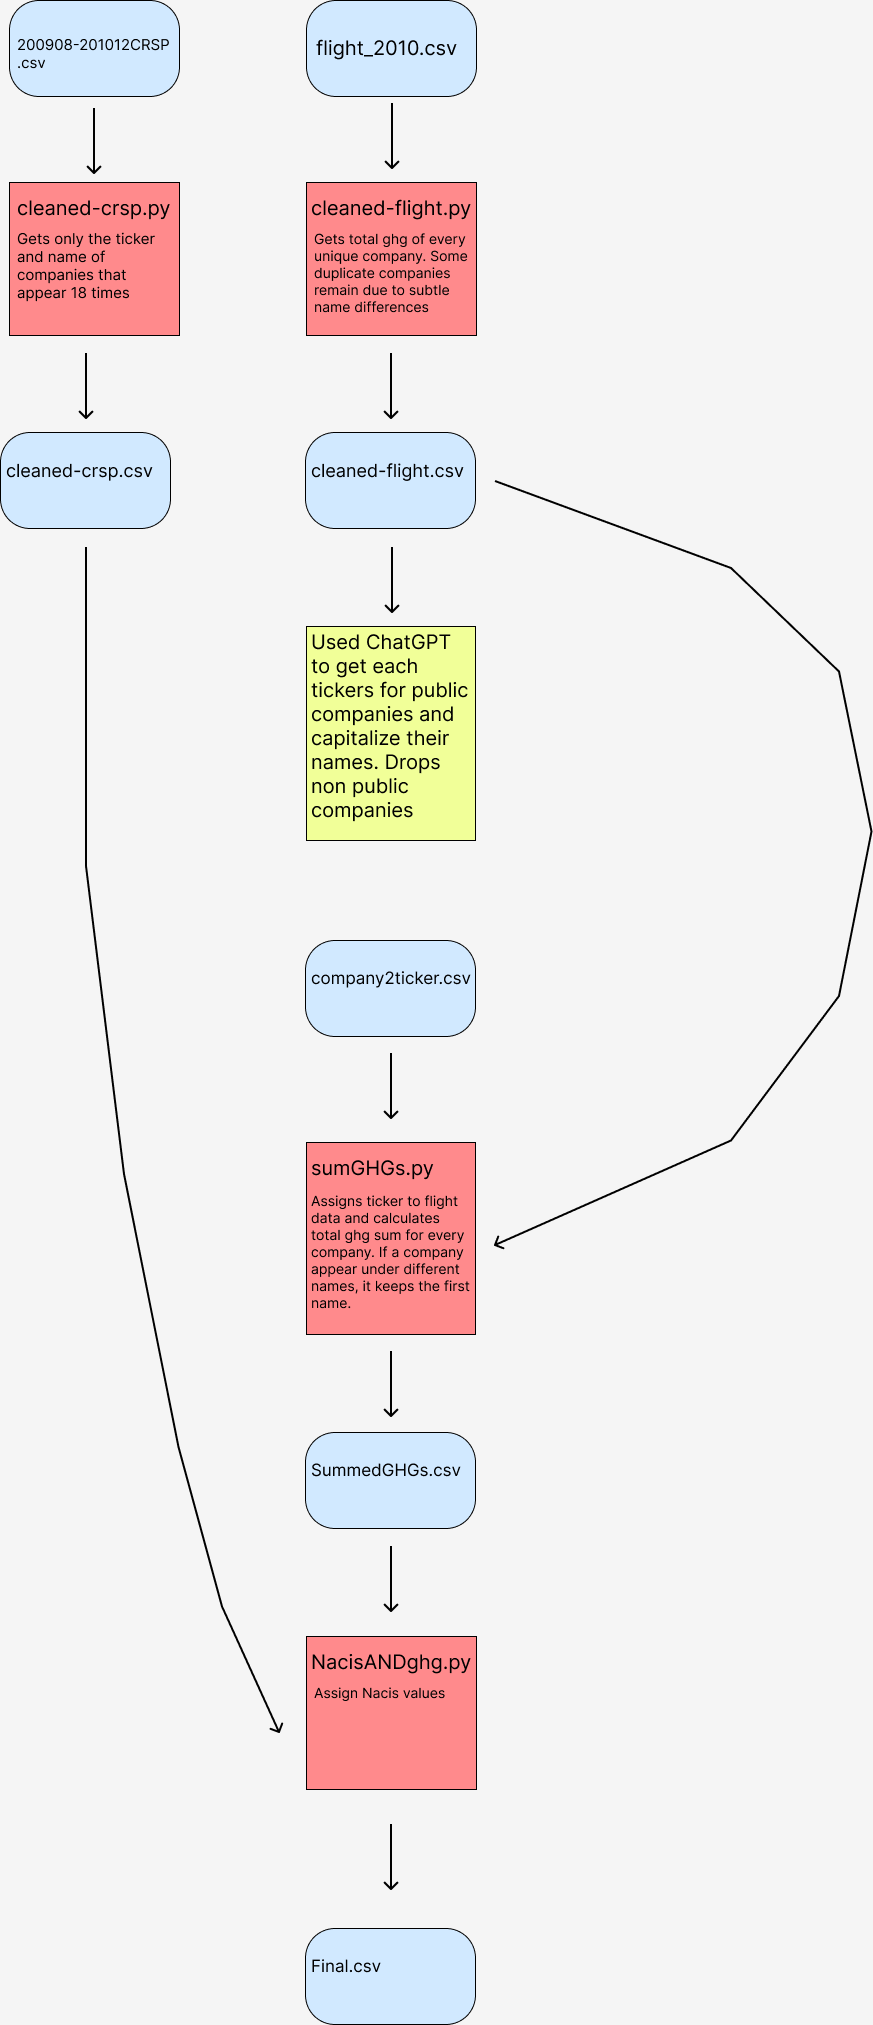 200908-201012CRSP
.csv
flight_2010.csv
cleaned-crsp.py
Gets only the ticker
and name of
companies that
appear 18 times
cleaned-flight.py
Gets total ghg of every
unique company. Some
duplicate companies
remain due to subtle
name differences
cleaned-crsp.csv
cleaned-flight.csv
Used ChatGPT
to get each
tickers for public
companies and
capitalize their
names. Drops
non public
companies
company2ticker.csv
sumGHGs.py
Assigns ticker to flight
data and calculates
total ghg sum for every
company. If a company
appear under different
names, it keeps the first
name.
SummedGHGs.csv
NacisANDghg.py
Assign Nacis values
Final.csv